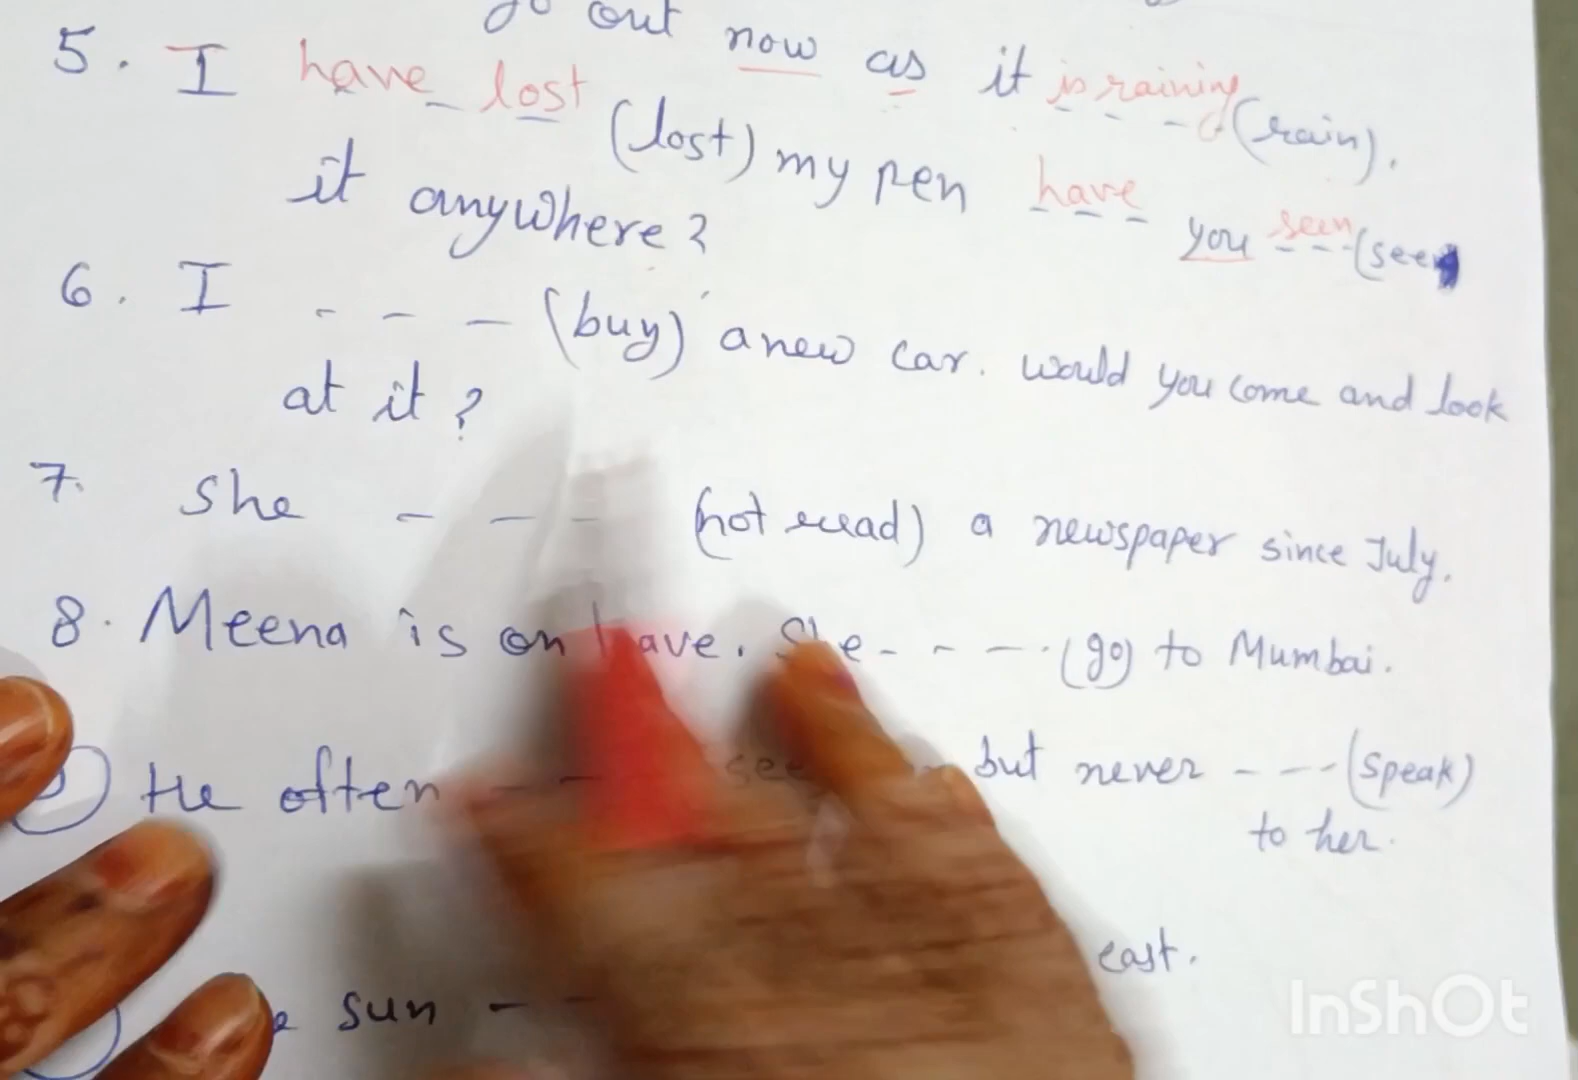 go out now as it is raining (rain).
5. I have lost (lost) my pen have you seen (see
it anywhere?
6. I - - - (buy) a new car. would you come and look
at it?
7. She - - - (not read) a newspaper since July.
8. Meena is on leave. She - - - - (go) to Mumbai.
He often - - see but never - - - (speak)
to her.
sun - - east.
InShOt